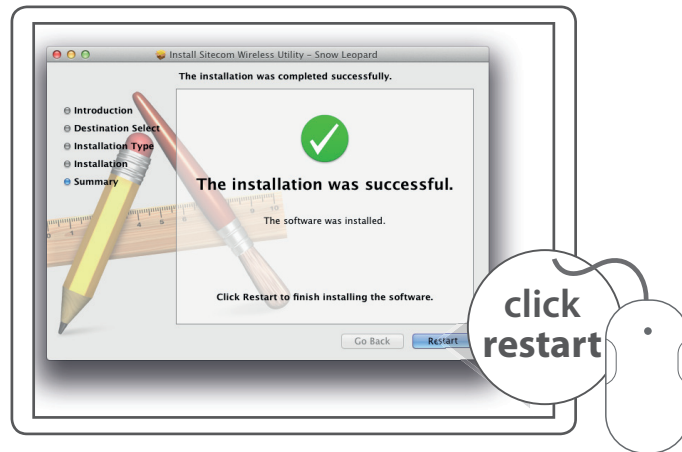 Install Sitecom Wireless Utility – Snow Leopard
The installation was completed successfully.
Introduction
Destination Select
Installation Type
Installation
Summary
The installation was successful.
The software was installed.
Click Restart to finish installing the software.
Go Back
Restart
click
restart